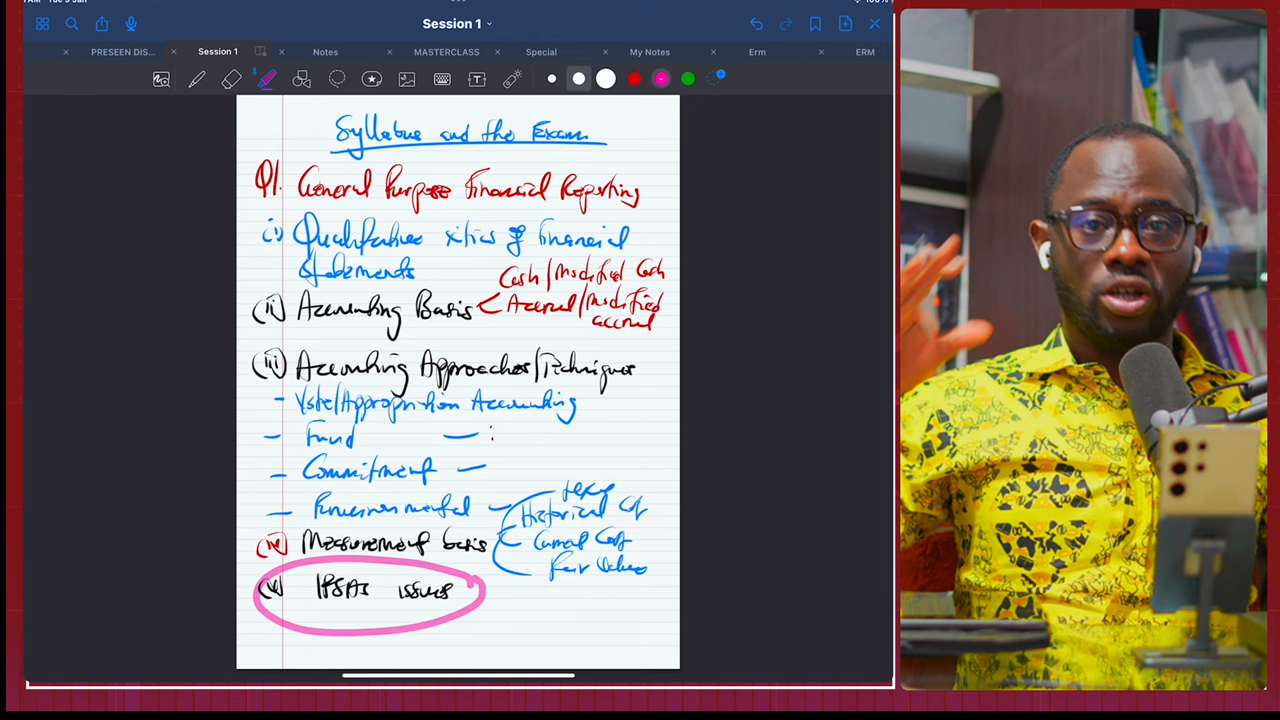 Session 1
PRESEEN DIS...
Session 1
Notes
MASTERCLASS
Special
My Notes
Erm
ERM
Syllabus and the Exam
Q1. General Purpose Financial Reporting
(i) Qualitative xtics of Financial
Statements
Cash/Modified Cash
(ii) Accounting Basis < Accrual/Modified
accrual
(iii) Accounting Approaches/Techniques
- Vote/Appropriation Accounting
- Fund —
- Commitment —
-
Historical Cost
(iv) Measurement basis
Current Cost
Fair Value
(v) IPSAS issues